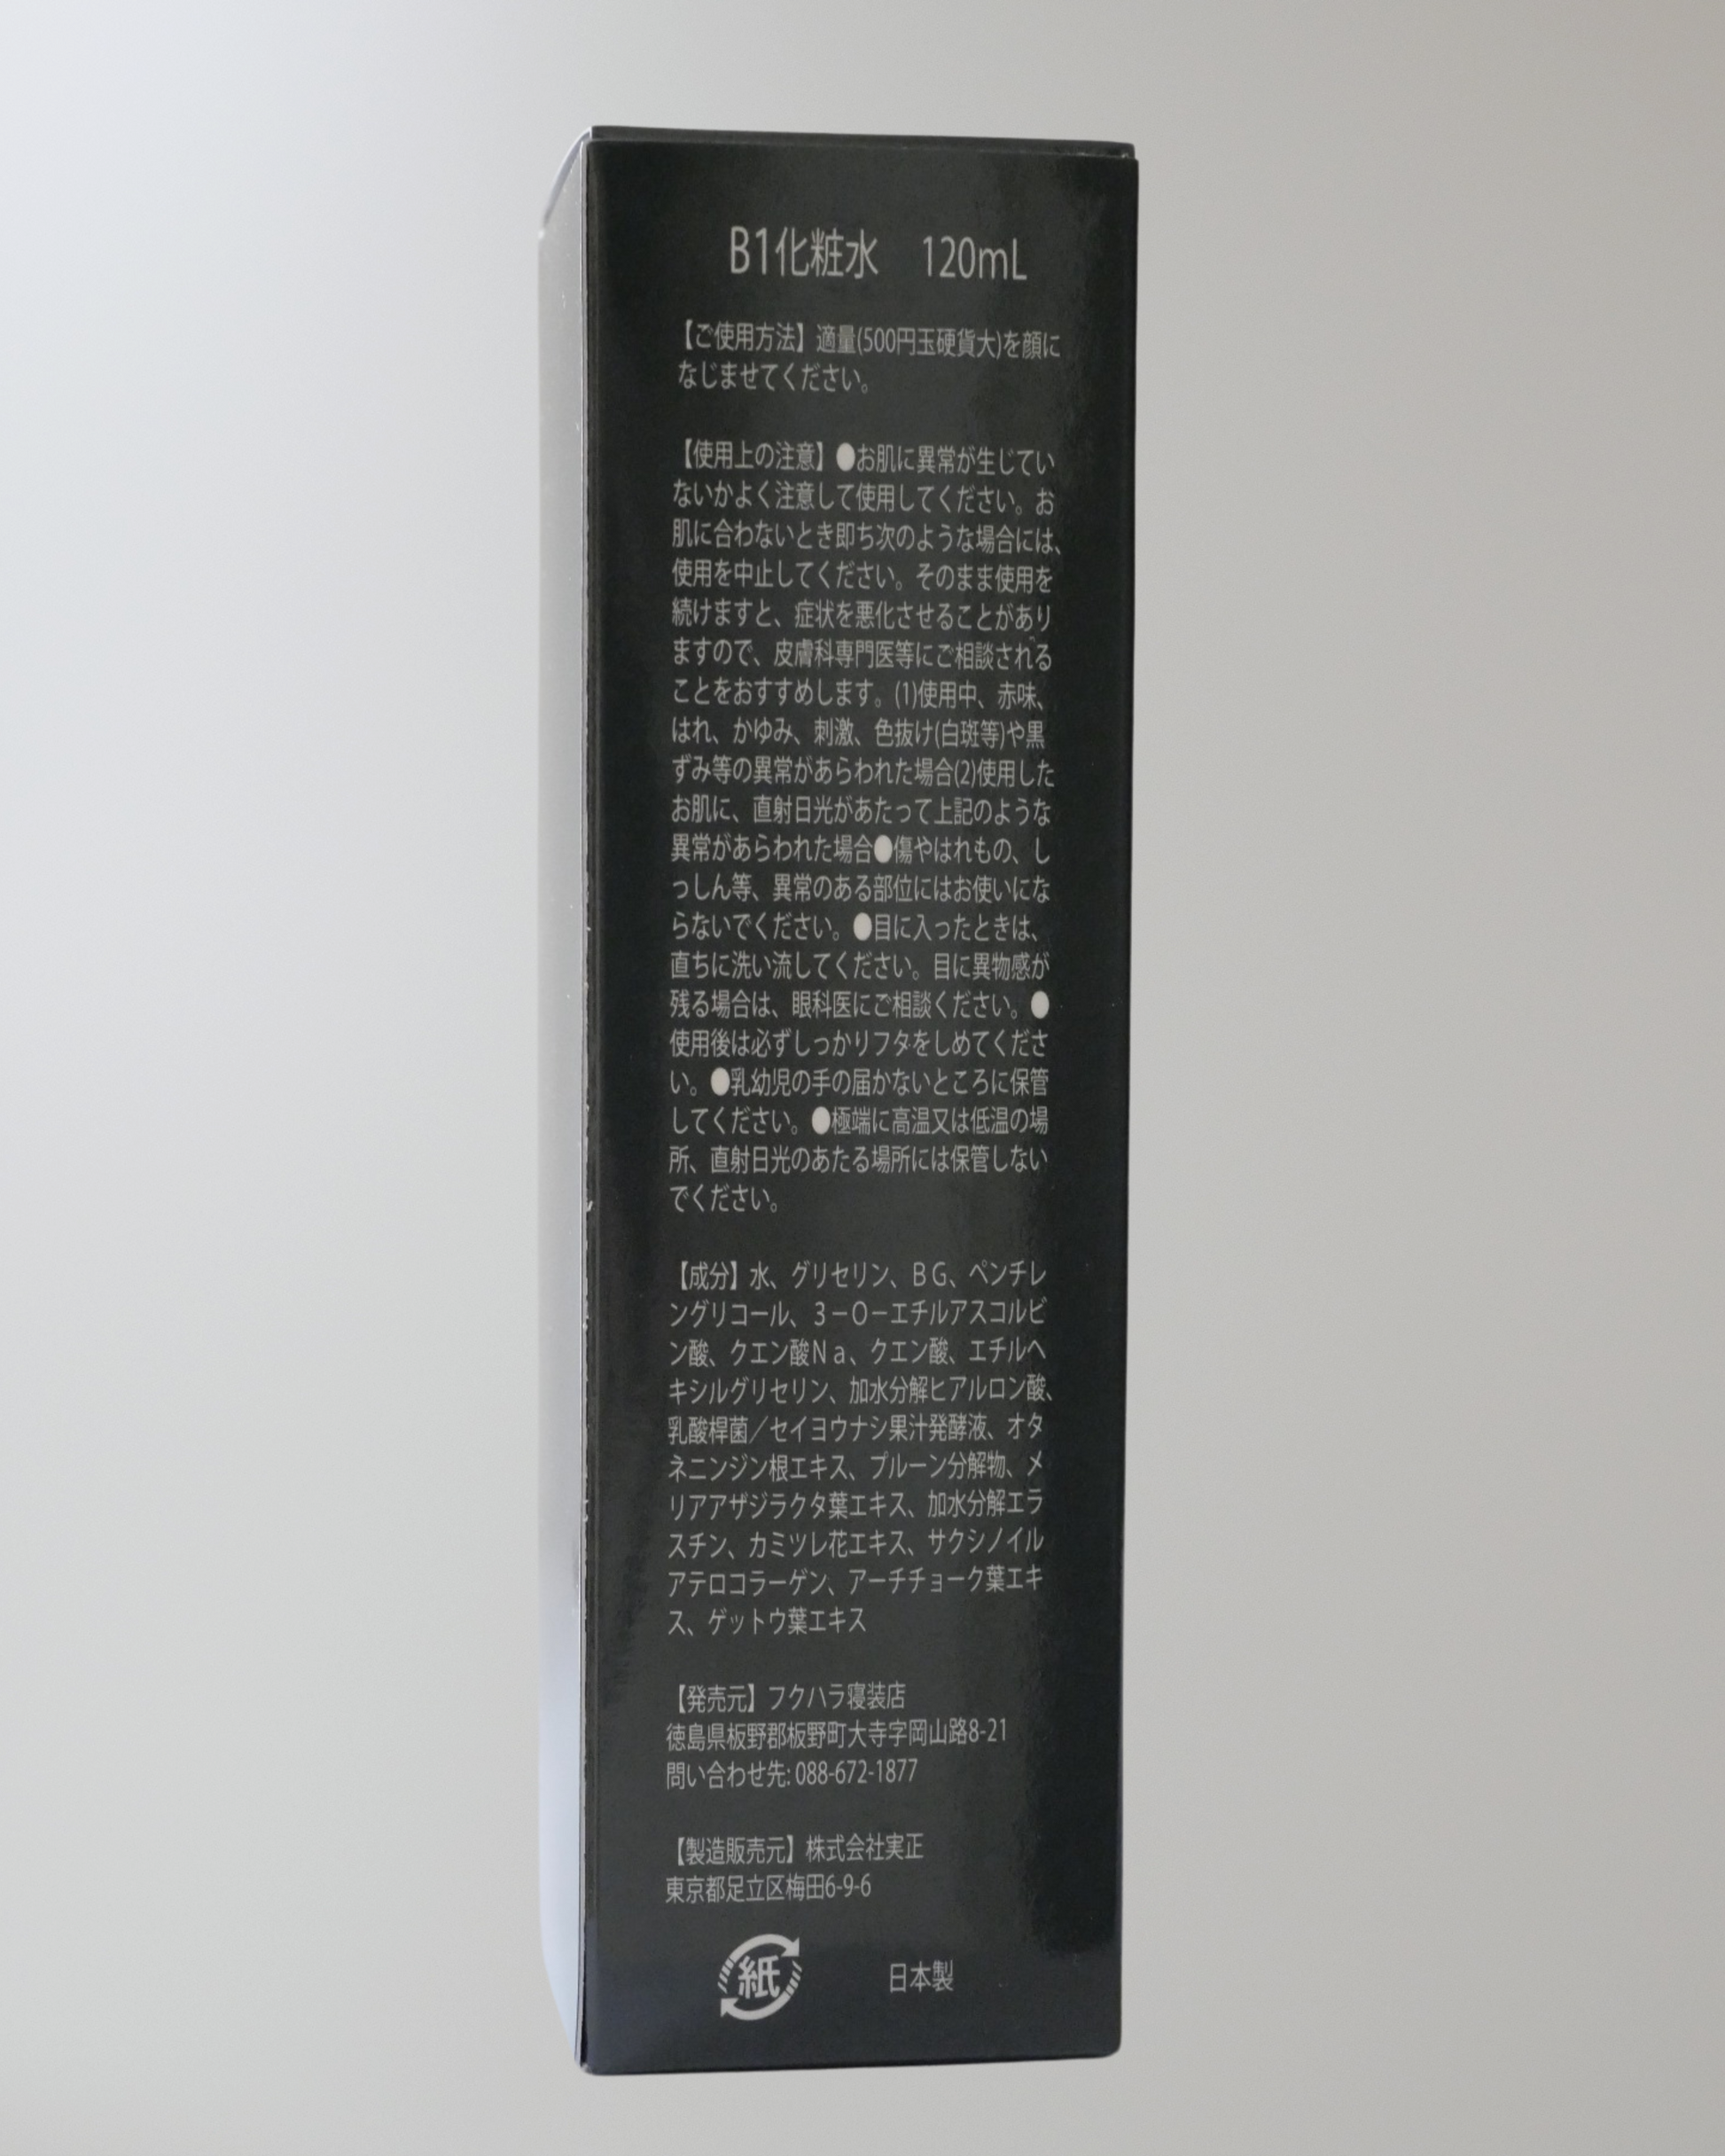 B1化粧水　120mL
【ご使用方法】適量(500円玉硬貨大)を顔に
なじませてください。
【使用上の注意】●お肌に異常が生じてい
ないかよく注意して使用してください。お
肌に合わないとき即ち次のような場合には、
使用を中止してください。そのまま使用を
続けますと、症状を悪化させることがあり
ますので、皮膚科専門医等にご相談される
ことをおすすめします。(1)使用中、赤味、
はれ、かゆみ、刺激、色抜け(白斑等)や黒
ずみ等の異常があらわれた場合(2)使用した
お肌に、直射日光があたって上記のような
異常があらわれた場合●傷やはれもの、し
っしん等、異常のある部位にはお使いにな
らないでください。●目に入ったときは、
直ちに洗い流してください。目に異物感が
残る場合は、眼科医にご相談ください。●
使用後は必ずしっかりフタをしめてくださ
い。●乳幼児の手の届かないところに保管
してください。●極端に高温又は低温の場
所、直射日光のあたる場所には保管しない
でください。
【成分】水、グリセリン、ＢＧ、ペンチレ
ングリコール、３－Ｏ－エチルアスコルビ
ン酸、クエン酸Ｎａ、クエン酸、エチルヘ
キシルグリセリン、加水分解ヒアルロン酸、
乳酸桿菌／セイヨウナシ果汁発酵液、オタ
ネニンジン根エキス、プルーン分解物、メ
リアアザジラクタ葉エキス、加水分解エラ
スチン、カミツレ花エキス、サクシノイル
アテロコラーゲン、アーチチョーク葉エキ
ス、ゲットウ葉エキス
【発売元】フクハラ寝装店
徳島県板野郡板野町大寺字岡山路8-21
問い合わせ先: 088-672-1877
【製造販売元】株式会社実正
東京都足立区梅田6-9-6
紙　日本製